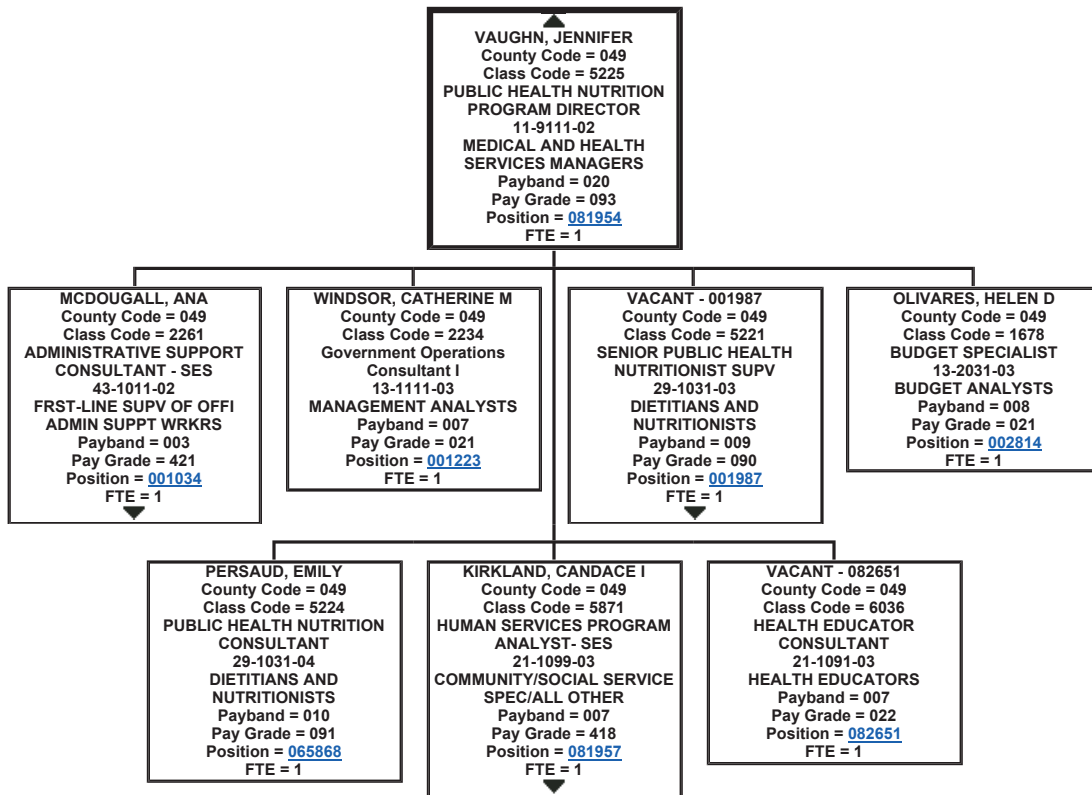 VAUGHN, JENNIFER
County Code = 049
Class Code = 5225
PUBLIC HEALTH NUTRITION
PROGRAM DIRECTOR
11-9111-02
MEDICAL AND HEALTH
SERVICES MANAGERS
Payband = 020
Pay Grade = 093
Position = 081954
FTE = 1
MCDOUGALL, ANA
County Code = 049
Class Code = 2261
ADMINISTRATIVE SUPPORT
CONSULTANT - SES
43-1011-02
FRST-LINE SUPV OF OFFI
ADMIN SUPPT WRKRS
Payband = 003
Pay Grade = 421
Position = 001034
FTE = 1
WINDSOR, CATHERINE M
County Code = 049
Class Code = 2234
Government Operations
Consultant I
13-1111-03
MANAGEMENT ANALYSTS
Payband = 007
Pay Grade = 021
Position = 001223
FTE = 1
VACANT - 001987
County Code = 049
Class Code = 5221
SENIOR PUBLIC HEALTH
NUTRITIONIST SUPV
29-1031-03
DIETITIANS AND
NUTRITIONISTS
Payband = 009
Pay Grade = 090
Position = 001987
FTE = 1
OLIVARES, HELEN D
County Code = 049
Class Code = 1678
BUDGET SPECIALIST
13-2031-03
BUDGET ANALYSTS
Payband = 008
Pay Grade = 021
Position = 002814
FTE = 1
PERSAUD, EMILY
County Code = 049
Class Code = 5224
PUBLIC HEALTH NUTRITION
CONSULTANT
29-1031-04
DIETITIANS AND
NUTRITIONISTS
Payband = 010
Pay Grade = 091
Position = 065868
FTE = 1
KIRKLAND, CANDACE I
County Code = 049
Class Code = 5871
HUMAN SERVICES PROGRAM
ANALYST- SES
21-1099-03
COMMUNITY/SOCIAL SERVICE
SPEC/ALL OTHER
Payband = 007
Pay Grade = 418
Position = 081957
FTE = 1
VACANT - 082651
County Code = 049
Class Code = 6036
HEALTH EDUCATOR
CONSULTANT
21-1091-03
HEALTH EDUCATORS
Payband = 007
Pay Grade = 022
Position = 082651
FTE = 1